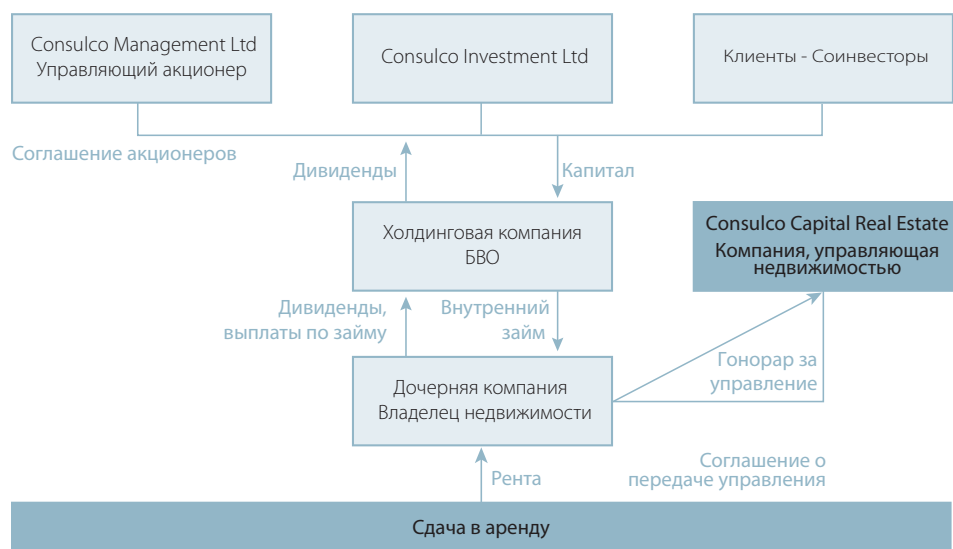 Consulco Management Ltd
Управляющий акционер
Consulco Investment Ltd
Клиенты - Соинвесторы
Соглашение акционеров
Дивиденды
Капитал
Холдинговая компания
БВО
Consulco Capital Real Estate
Компания, управляющая
недвижимостью
Дивиденды,
выплаты по займу
Внутренний
займ
Дочерняя компания
Владелец недвижимости
Гонорар за
управление
Рента
Соглашение о
передаче управления
Сдача в аренду